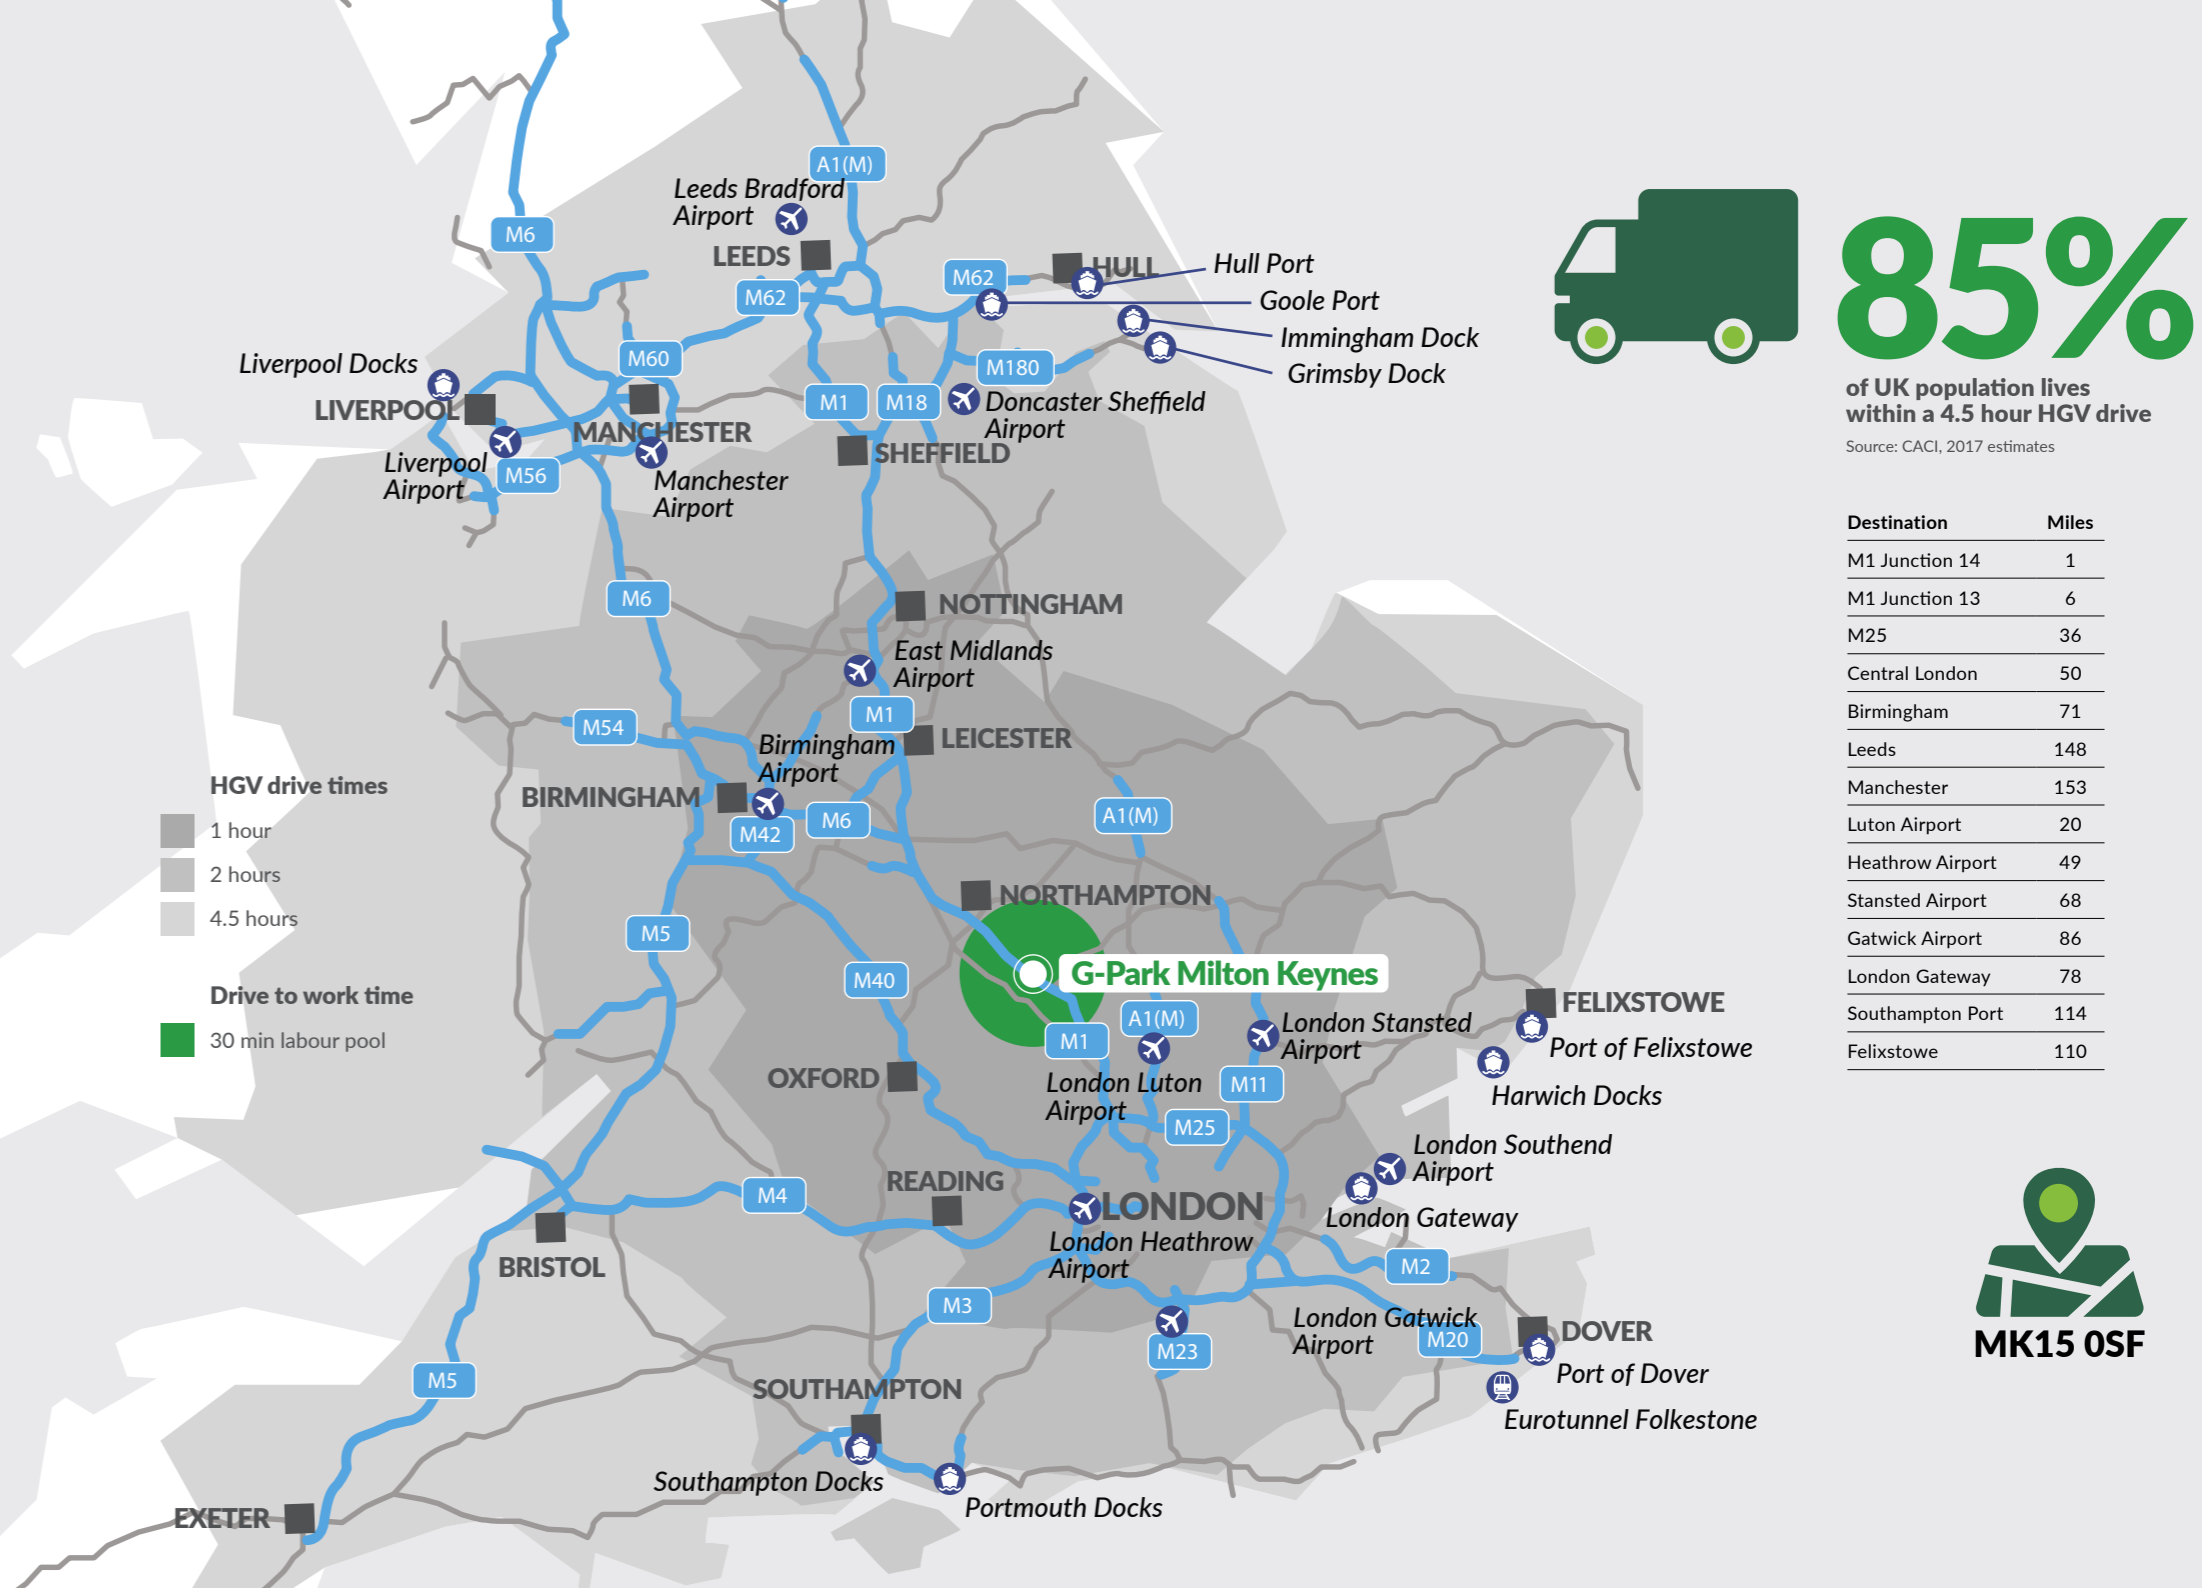 A1(M)
Leeds Bradford
Airport
M6
LEEDS
M62
M62
HULL
Hull Port
Goole Port
Immingham Dock
Grimsby Dock
Liverpool Docks
M60
M180
LIVERPOOL
M1
M18
Doncaster Sheffield
Airport
MANCHESTER
SHEFFIELD
Liverpool
Airport
M56
Manchester
Airport
M6
NOTTINGHAM
East Midlands
Airport
M1
M54
LEICESTER
Birmingham
Airport
BIRMINGHAM
M42
M6
A1(M)
HGV drive times
1 hour
2 hours
4.5 hours
Drive to work time
30 min labour pool
NORTHAMPTON
M5
M40
G-Park Milton Keynes
A1(M)
M1
London Stansted
Airport
FELIXSTOWE
Port of Felixstowe
Harwich Docks
OXFORD
London Luton
Airport
M11
M25
London Southend
Airport
London Gateway
READING
M4
LONDON
London Heathrow
Airport
BRISTOL
M2
M3
London Gatwick
Airport
M20
M23
DOVER
Port of Dover
Eurotunnel Folkestone
M5
SOUTHAMPTON
Southampton Docks
Portmouth Docks
EXETER
85%
of UK population lives
within a 4.5 hour HGV drive
Source: CACI, 2017 estimates
Destination Miles
M1 Junction 14 1
M1 Junction 13 6
M25 36
Central London 50
Birmingham 71
Leeds 148
Manchester 153
Luton Airport 20
Heathrow Airport 49
Stansted Airport 68
Gatwick Airport 86
London Gateway 78
Southampton Port 114
Felixstowe 110
MK15 0SF